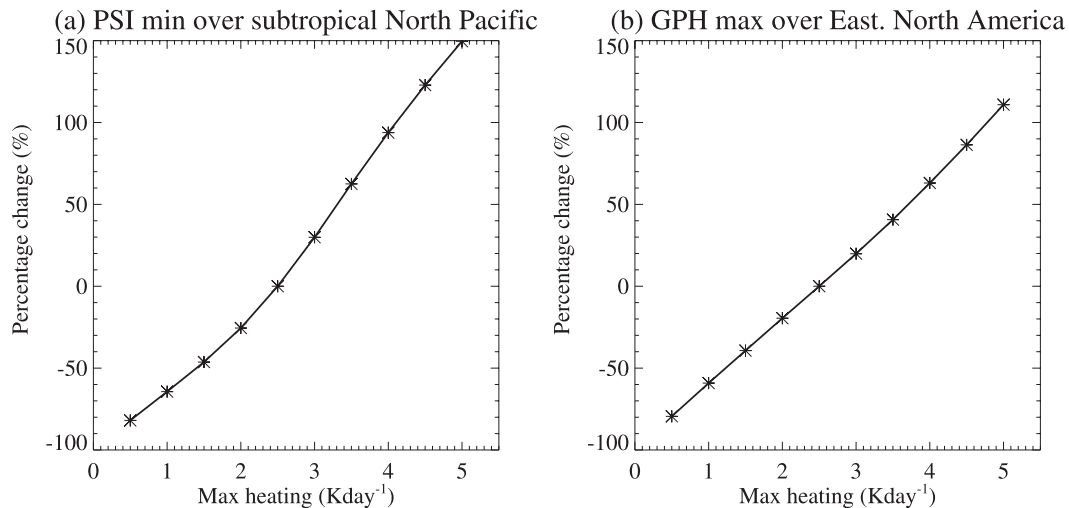 (a) PSI min over subtropical North Pacific
150
100
50
0
-50
-100
Percentage change (%)
0 1 2 3 4 5
Max heating (Kday⁻¹)
(b) GPH max over East. North America
150
100
50
0
-50
-100
Percentage change (%)
0 1 2 3 4 5
Max heating (Kday⁻¹)